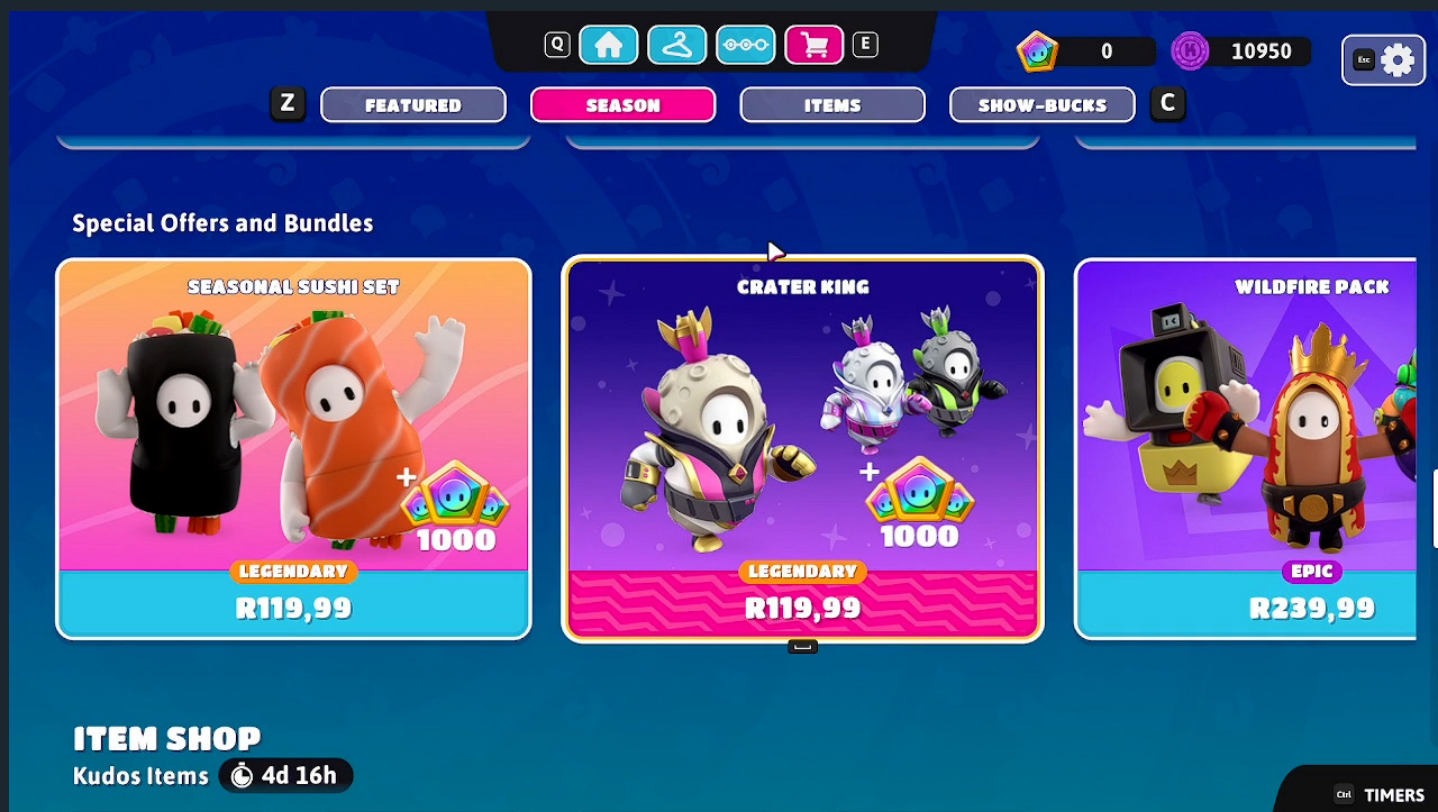 Q
E
0
10950
Esc
Z
FEATURED
SEASON
ITEMS
SHOW-BUCKS
C
Special Offers and Bundles
SEASONAL SUSHI SET
+
1000
LEGENDARY
R119,99
CRATER KING
+
1000
LEGENDARY
R119,99
WILDFIRE PACK
EPIC
R239,99
ITEM SHOP
Kudos Items 4d 16h
Ctrl TIMERS